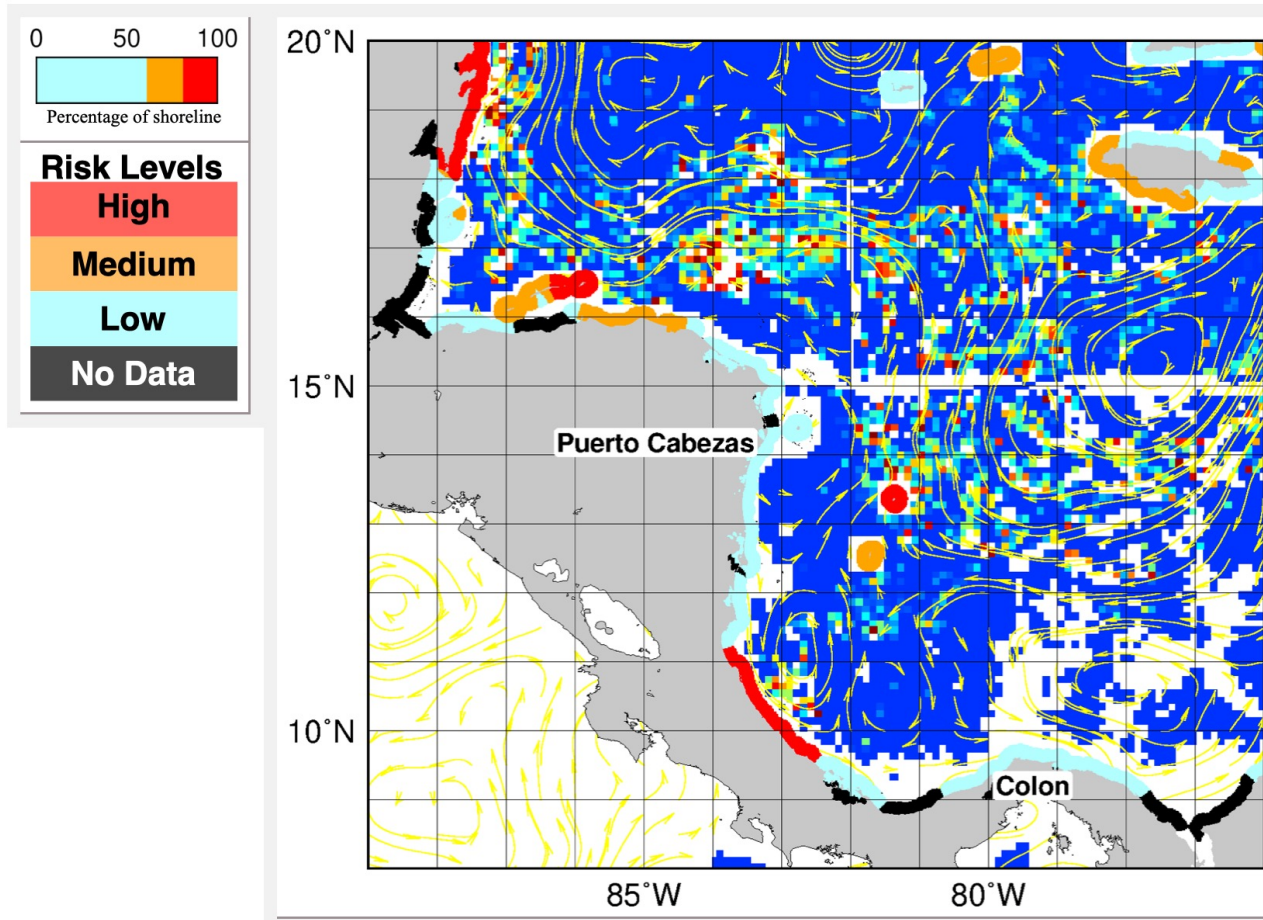 0 50 100
Percentage of shoreline
Risk Levels
High
Medium
Low
No Data
20°N
15°N
Puerto Cabezas
10°N
Colon
85°W 80°W